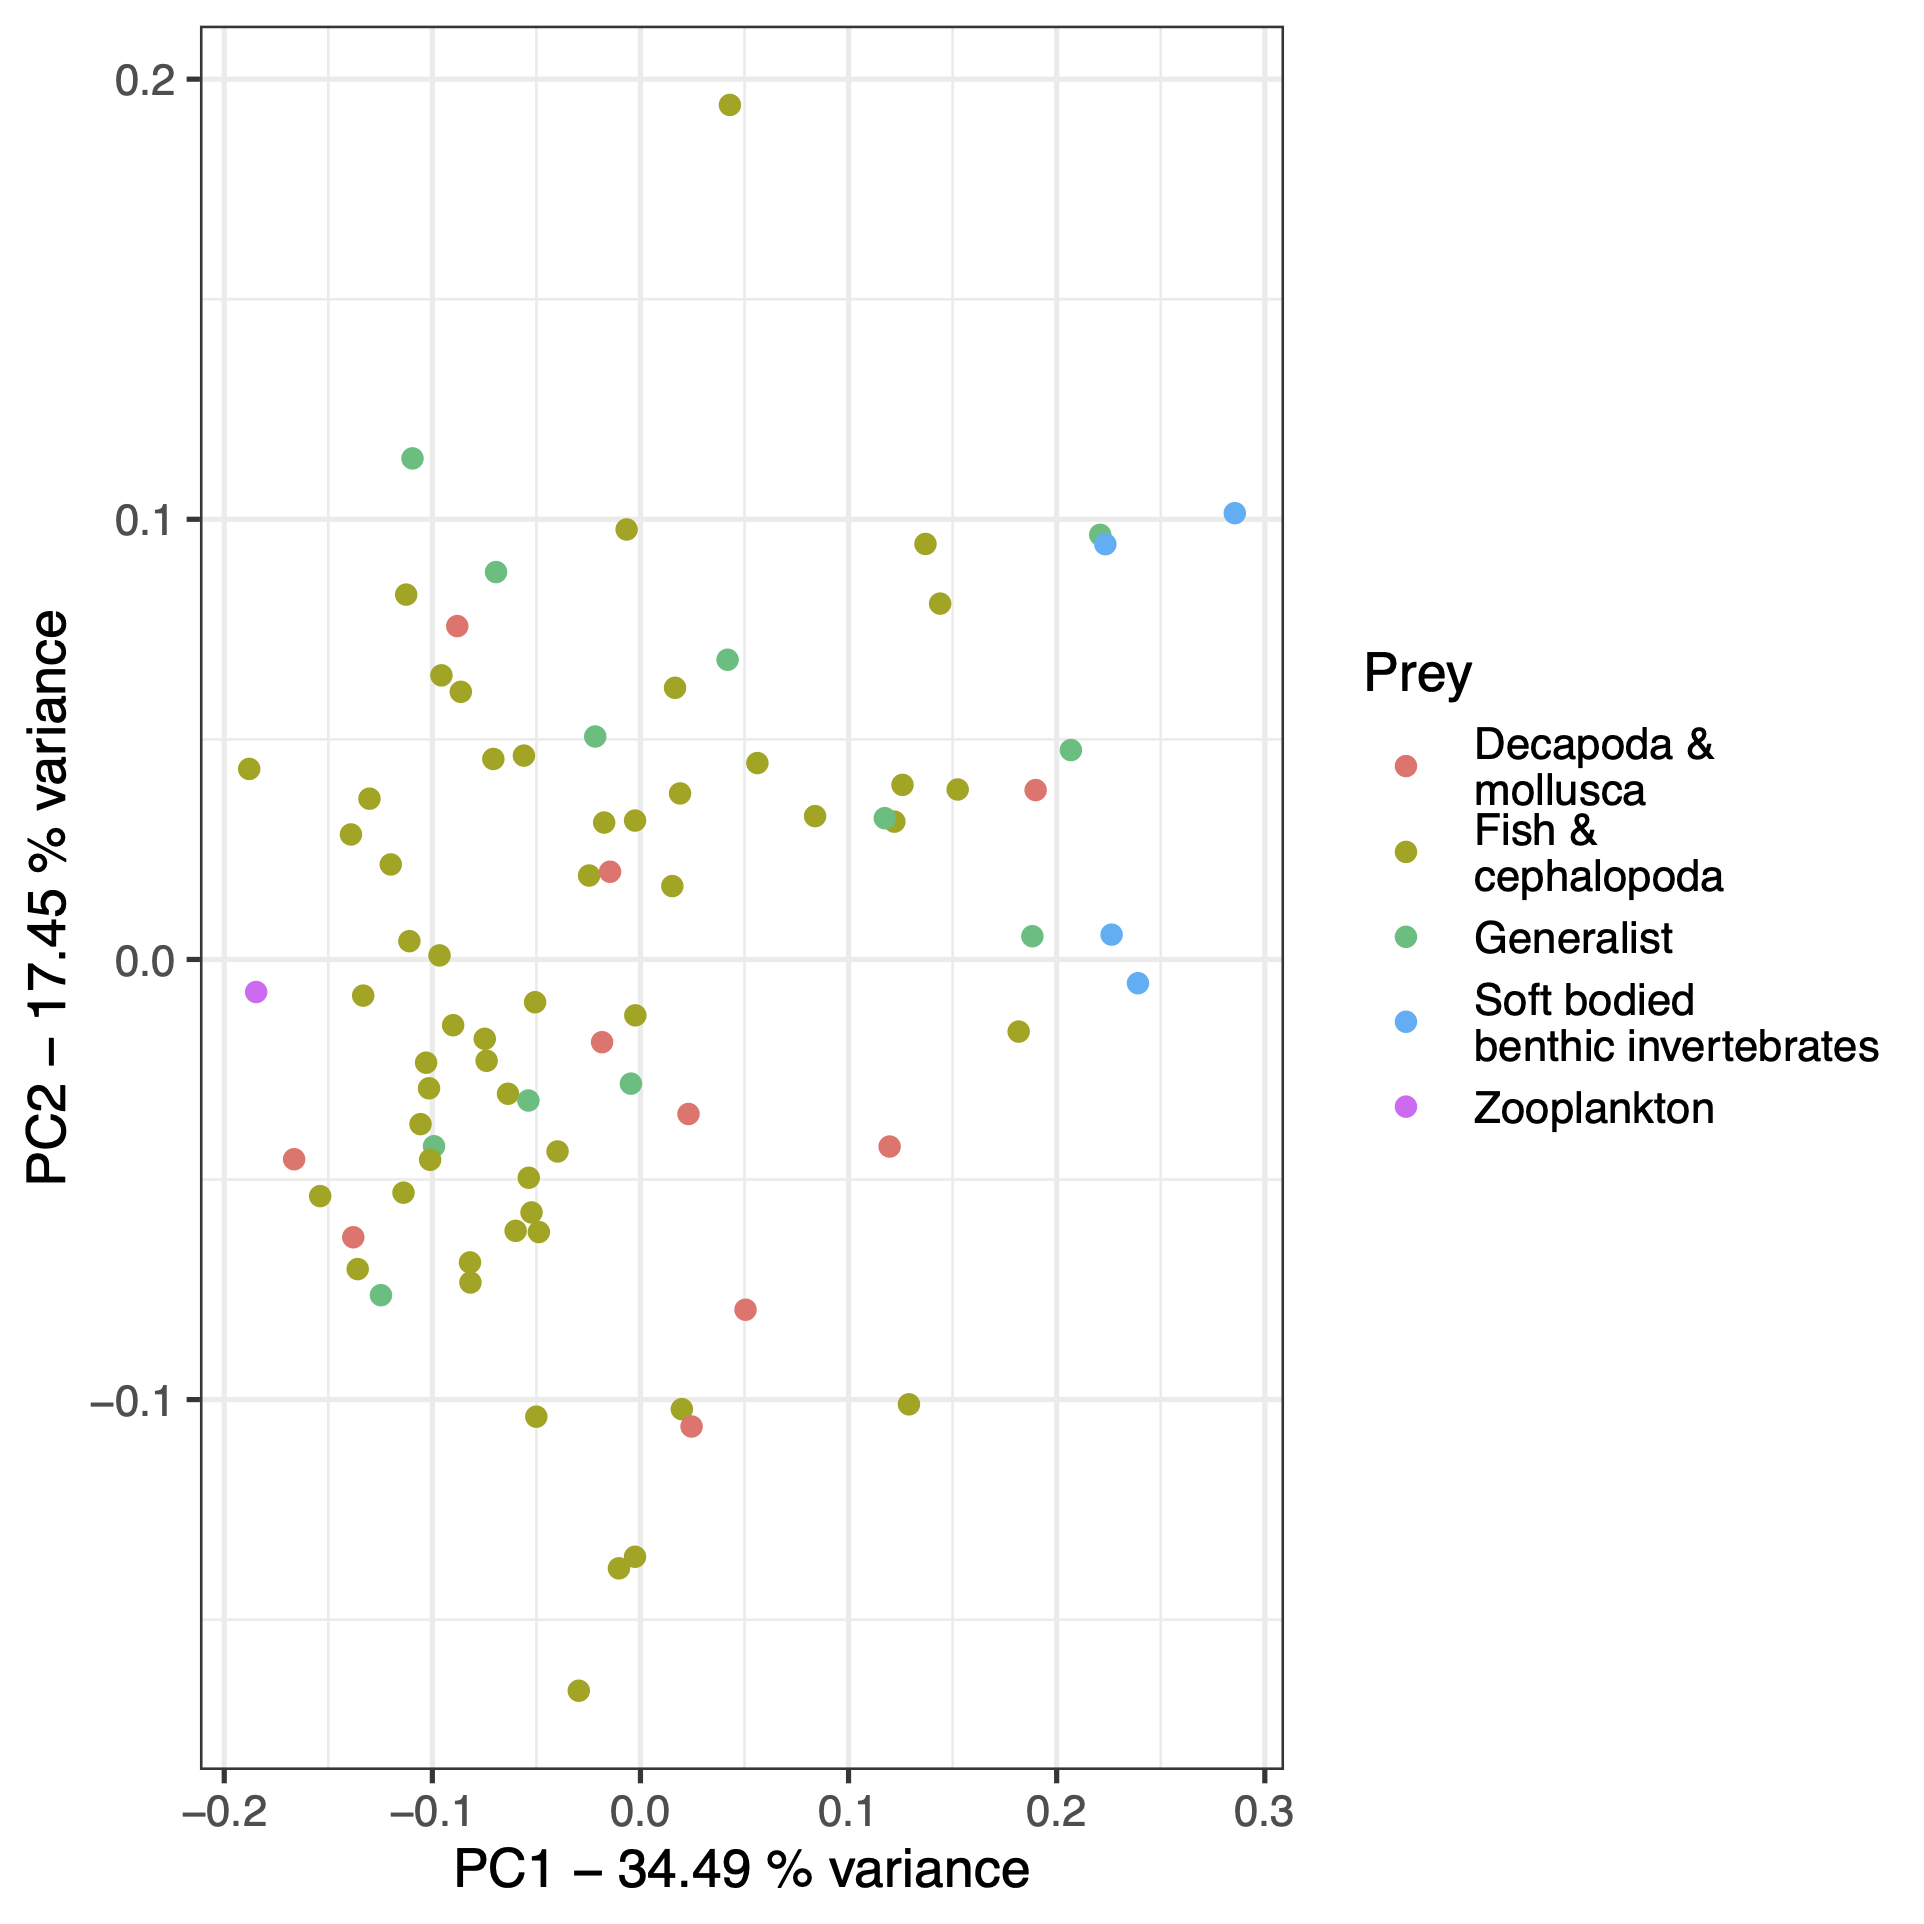 0.2
0.1
0.0
−0.1
PC2 − 17.45 % variance
−0.2
−0.1
0.0
0.1
0.2
0.3
PC1 − 34.49 % variance
Prey
Decapoda &
mollusca
Fish &
cephalopoda
Generalist
Soft bodied
benthic invertebrates
Zooplankton